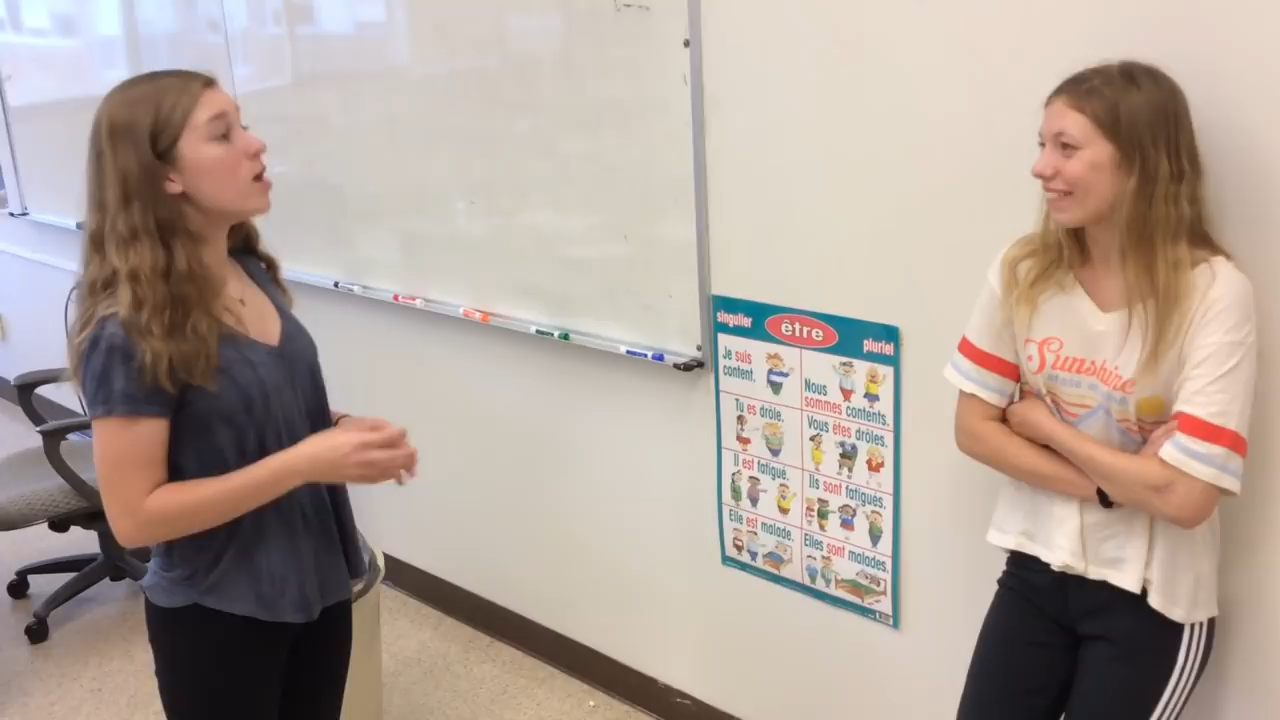 singulier
être
pluriel
Je suis
content.
Nous
sommes contents.
Tu es drôle.
Vous êtes drôles.
Il est fatigué.
Ils sont fatigués.
Elle est malade.
Elles sont malades.
Sunshine